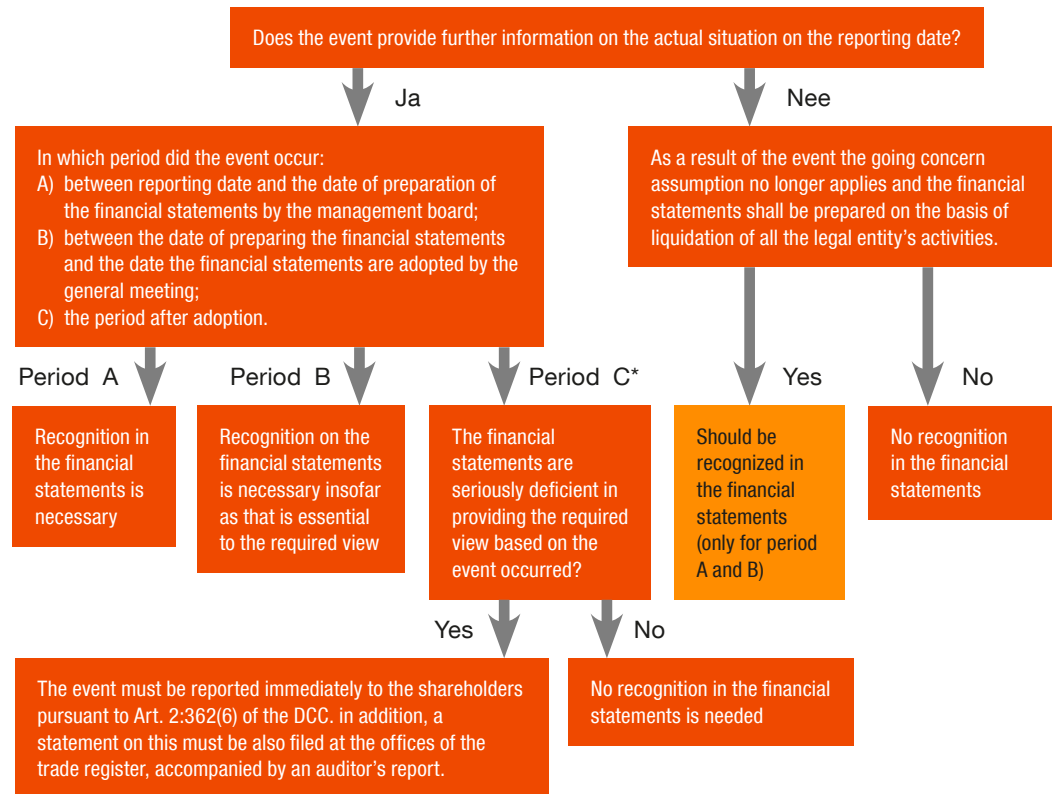 Does the event provide further information on the actual situation on the reporting date?
Ja
Nee
In which period did the event occur:
A) between reporting date and the date of preparation of
the financial statements by the management board;
B) between the date of preparing the financial statements
and the date the financial statements are adopted by the
general meeting;
C) the period after adoption.
As a result of the event the going concern
assumption no longer applies and the financial
statements shall be prepared on the basis of
liquidation of all the legal entity's activities.
Period A
Period B
Period C*
Yes
No
Recognition in
the financial
statements is
necessary
Recognition on the
financial statements
is necessary insofar
as that is essential
to the required view
The financial
statements are
seriously deficient in
providing the required
view based on the
event occurred?
Should be
recognized in
the financial
statements
(only for period
A and B)
No recognition
in the financial
statements
Yes
No
The event must be reported immediately to the shareholders
pursuant to Art. 2:362(6) of the DCC. in addition, a
statement on this must be also filed at the offices of the
trade register, accompanied by an auditor's report.
No recognition in the financial
statements is needed